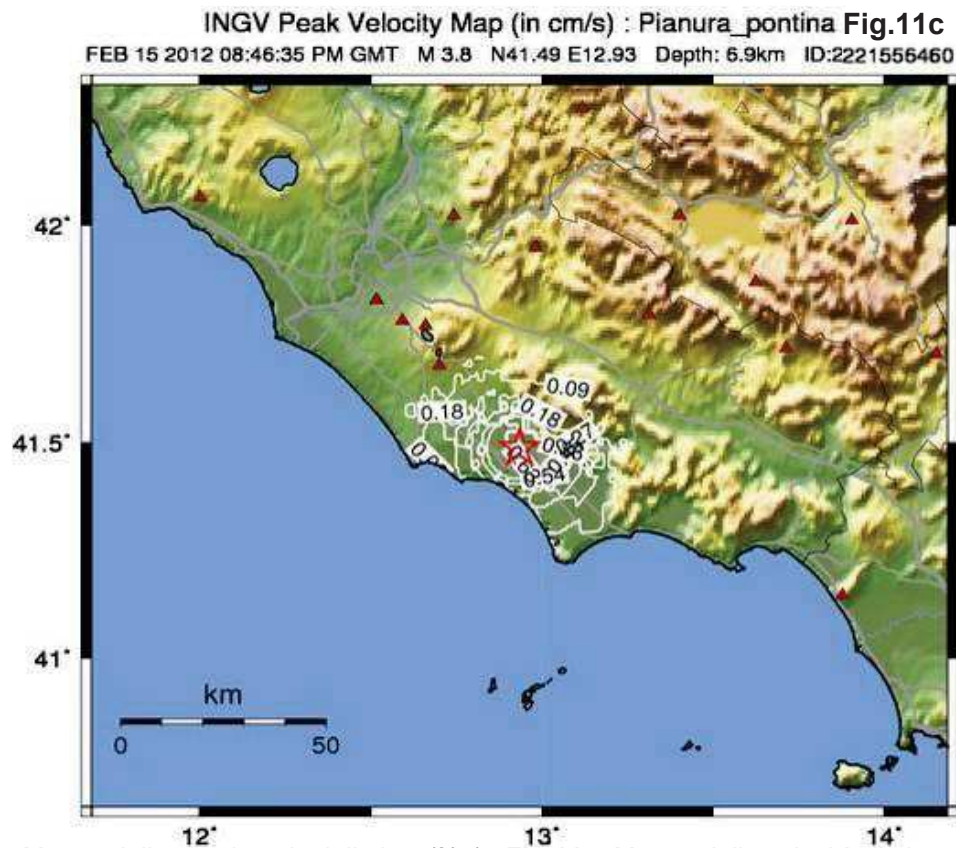 INGV Peak Velocity Map (in cm/s) : Pianura_pontina Fig.11c
FEB 15 2012 08:46:35 PM GMT M 3.8 N41.49 E12.93 Depth: 6.9km ID:2221556460
42°
0.09
0.18
0.18
41.5°
0.54
41°
km
0 50
12° 13° 14°